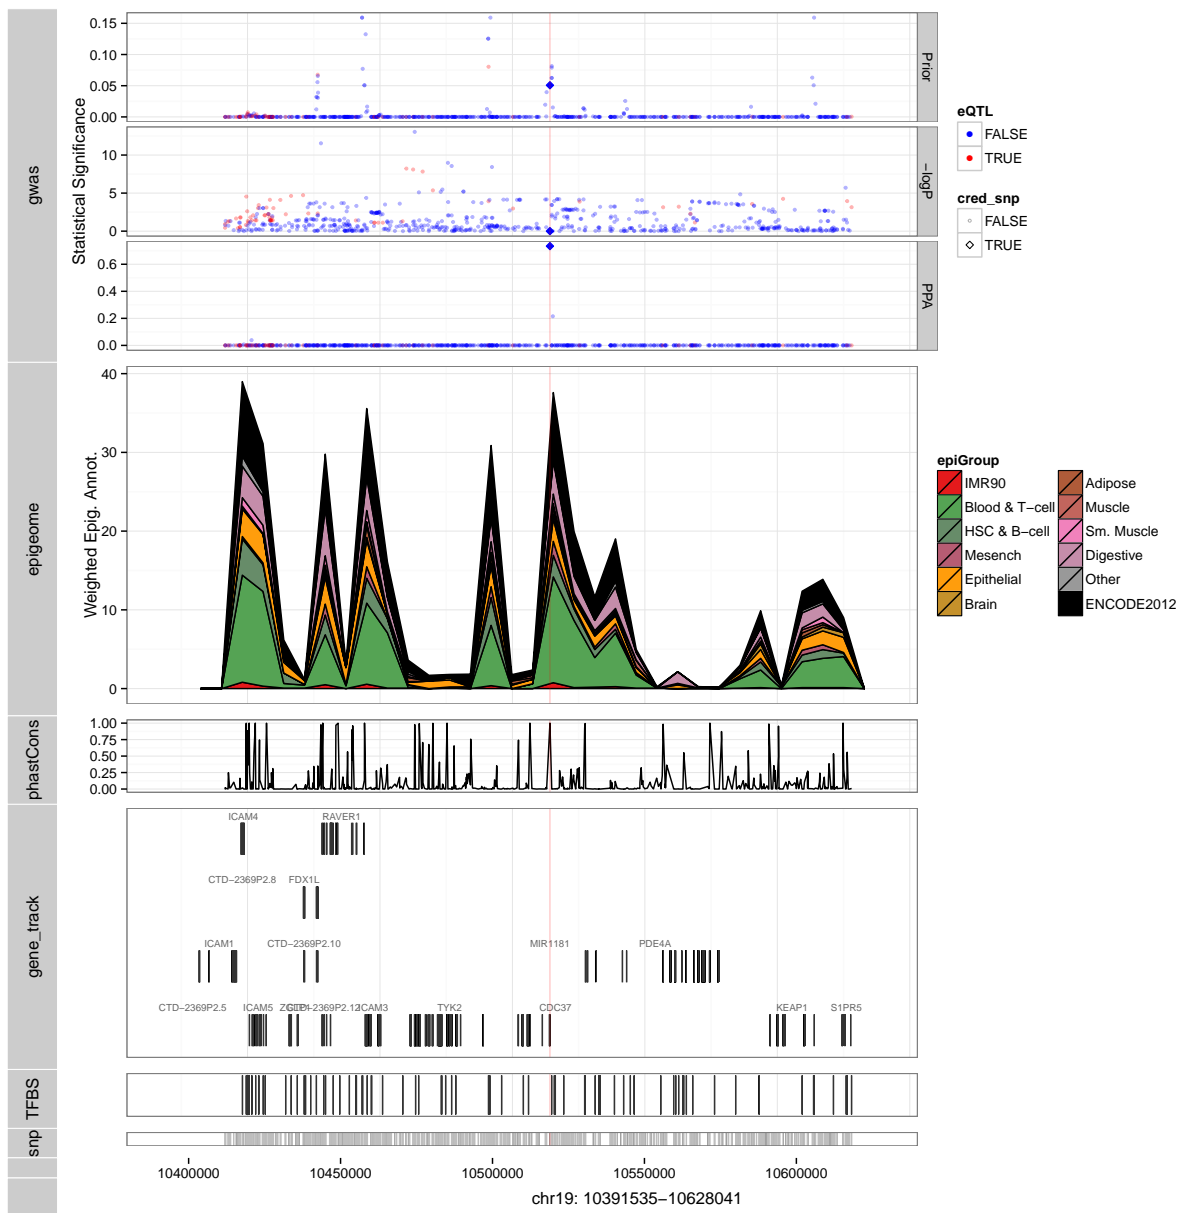 gwas
Statistical Significance
0.15
0.10
0.05
0.00
Prior
10
5
0
−logP
0.6
0.4
0.2
0.0
PPA
eQTL
FALSE
TRUE
cred_snp
FALSE
TRUE
epigeome
Weighted Epig. Annot.
40
30
20
10
0
epiGroup
IMR90
Blood & T−cell
HSC & B−cell
Mesench
Epithelial
Brain
Adipose
Muscle
Sm. Muscle
Digestive
Other
ENCODE2012
phastCons
1.00
0.75
0.50
0.25
0.00
gene_track
ICAM4 RAVER1
CTD−2369P2.8 FDX1L
ICAM1 CTD−2369P2.10 MIR1181 PDE4A
CTD−2369P2.5 ICAM5 CTD−2369P2.12 ICAM3 TYK2 CDC37 KEAP1 S1PR5
TFBS
snp
10400000 10450000 10500000 10550000 10600000
chr19: 10391535−10628041